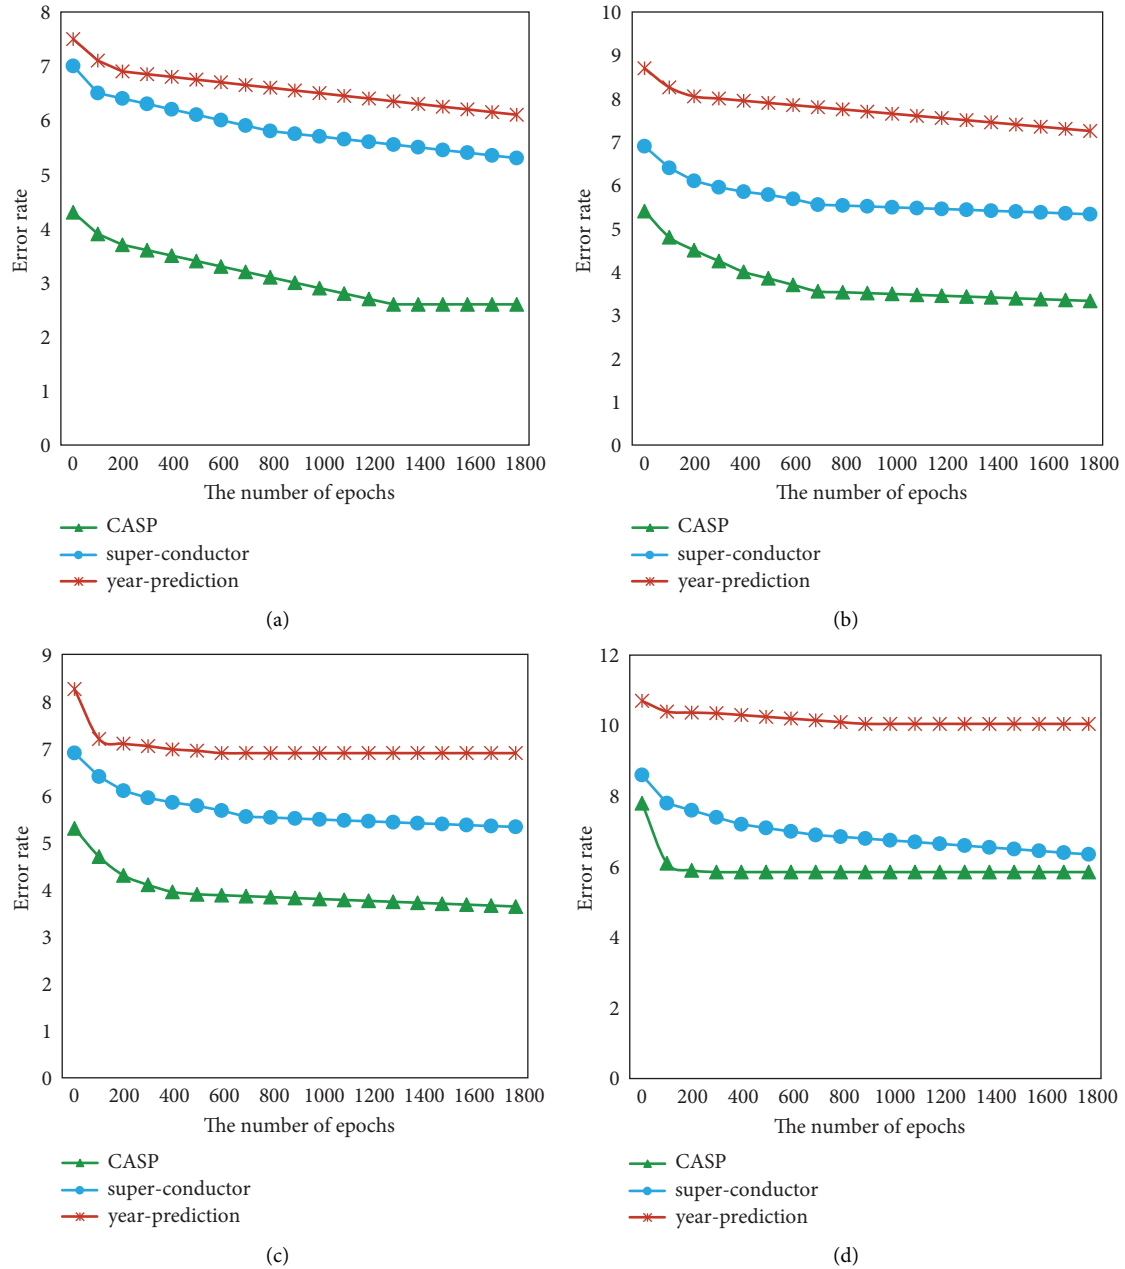 8
7
6
5
4
3
2
1
0
Error rate
0 200 400 600 800 1000 1200 1400 1600 1800
The number of epochs
CASP
super-conductor
year-prediction
(a)
10
9
8
7
6
5
4
3
2
1
0
Error rate
0 200 400 600 800 1000 1200 1400 1600 1800
The number of epochs
CASP
super-conductor
year-prediction
(b)
9
8
7
6
5
4
3
2
1
0
Error rate
0 200 400 600 800 1000 1200 1400 1600 1800
The number of epochs
CASP
super-conductor
year-prediction
(c)
12
10
8
6
4
2
0
Error rate
0 200 400 600 800 1000 1200 1400 1600 1800
The number of epochs
CASP
super-conductor
year-prediction
(d)